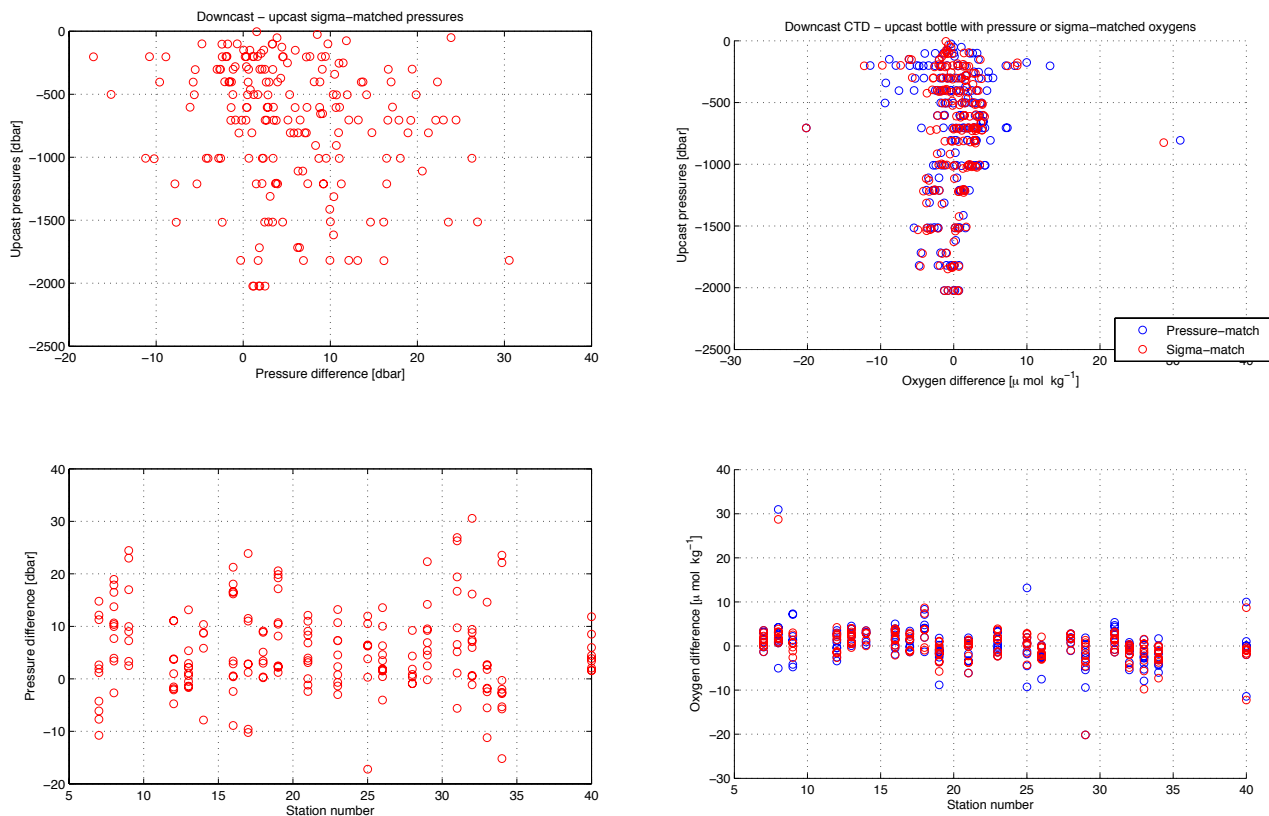 Downcast − upcast sigma−matched pressures
0
−500
−1000
−1500
−2000
−2500
Upcast pressures [dbar]
−20 −10 0 10 20 30 40
Pressure difference [dbar]
Downcast CTD − upcast bottle with pressure or sigma−matched oxygens
0
−500
−1000
−1500
−2000
−2500
Upcast pressures [dbar]
−30 −20 −10 0 10 20 30 40
Oxygen difference [μ mol kg⁻¹]
Pressure−match
Sigma−match
40
30
20
10
0
−10
−20
Pressure difference [dbar]
5 10 15 20 25 30 35 40
Station number
40
30
20
10
0
−10
−20
−30
Oxygen difference [μ mol kg⁻¹]
5 10 15 20 25 30 35 40
Station number